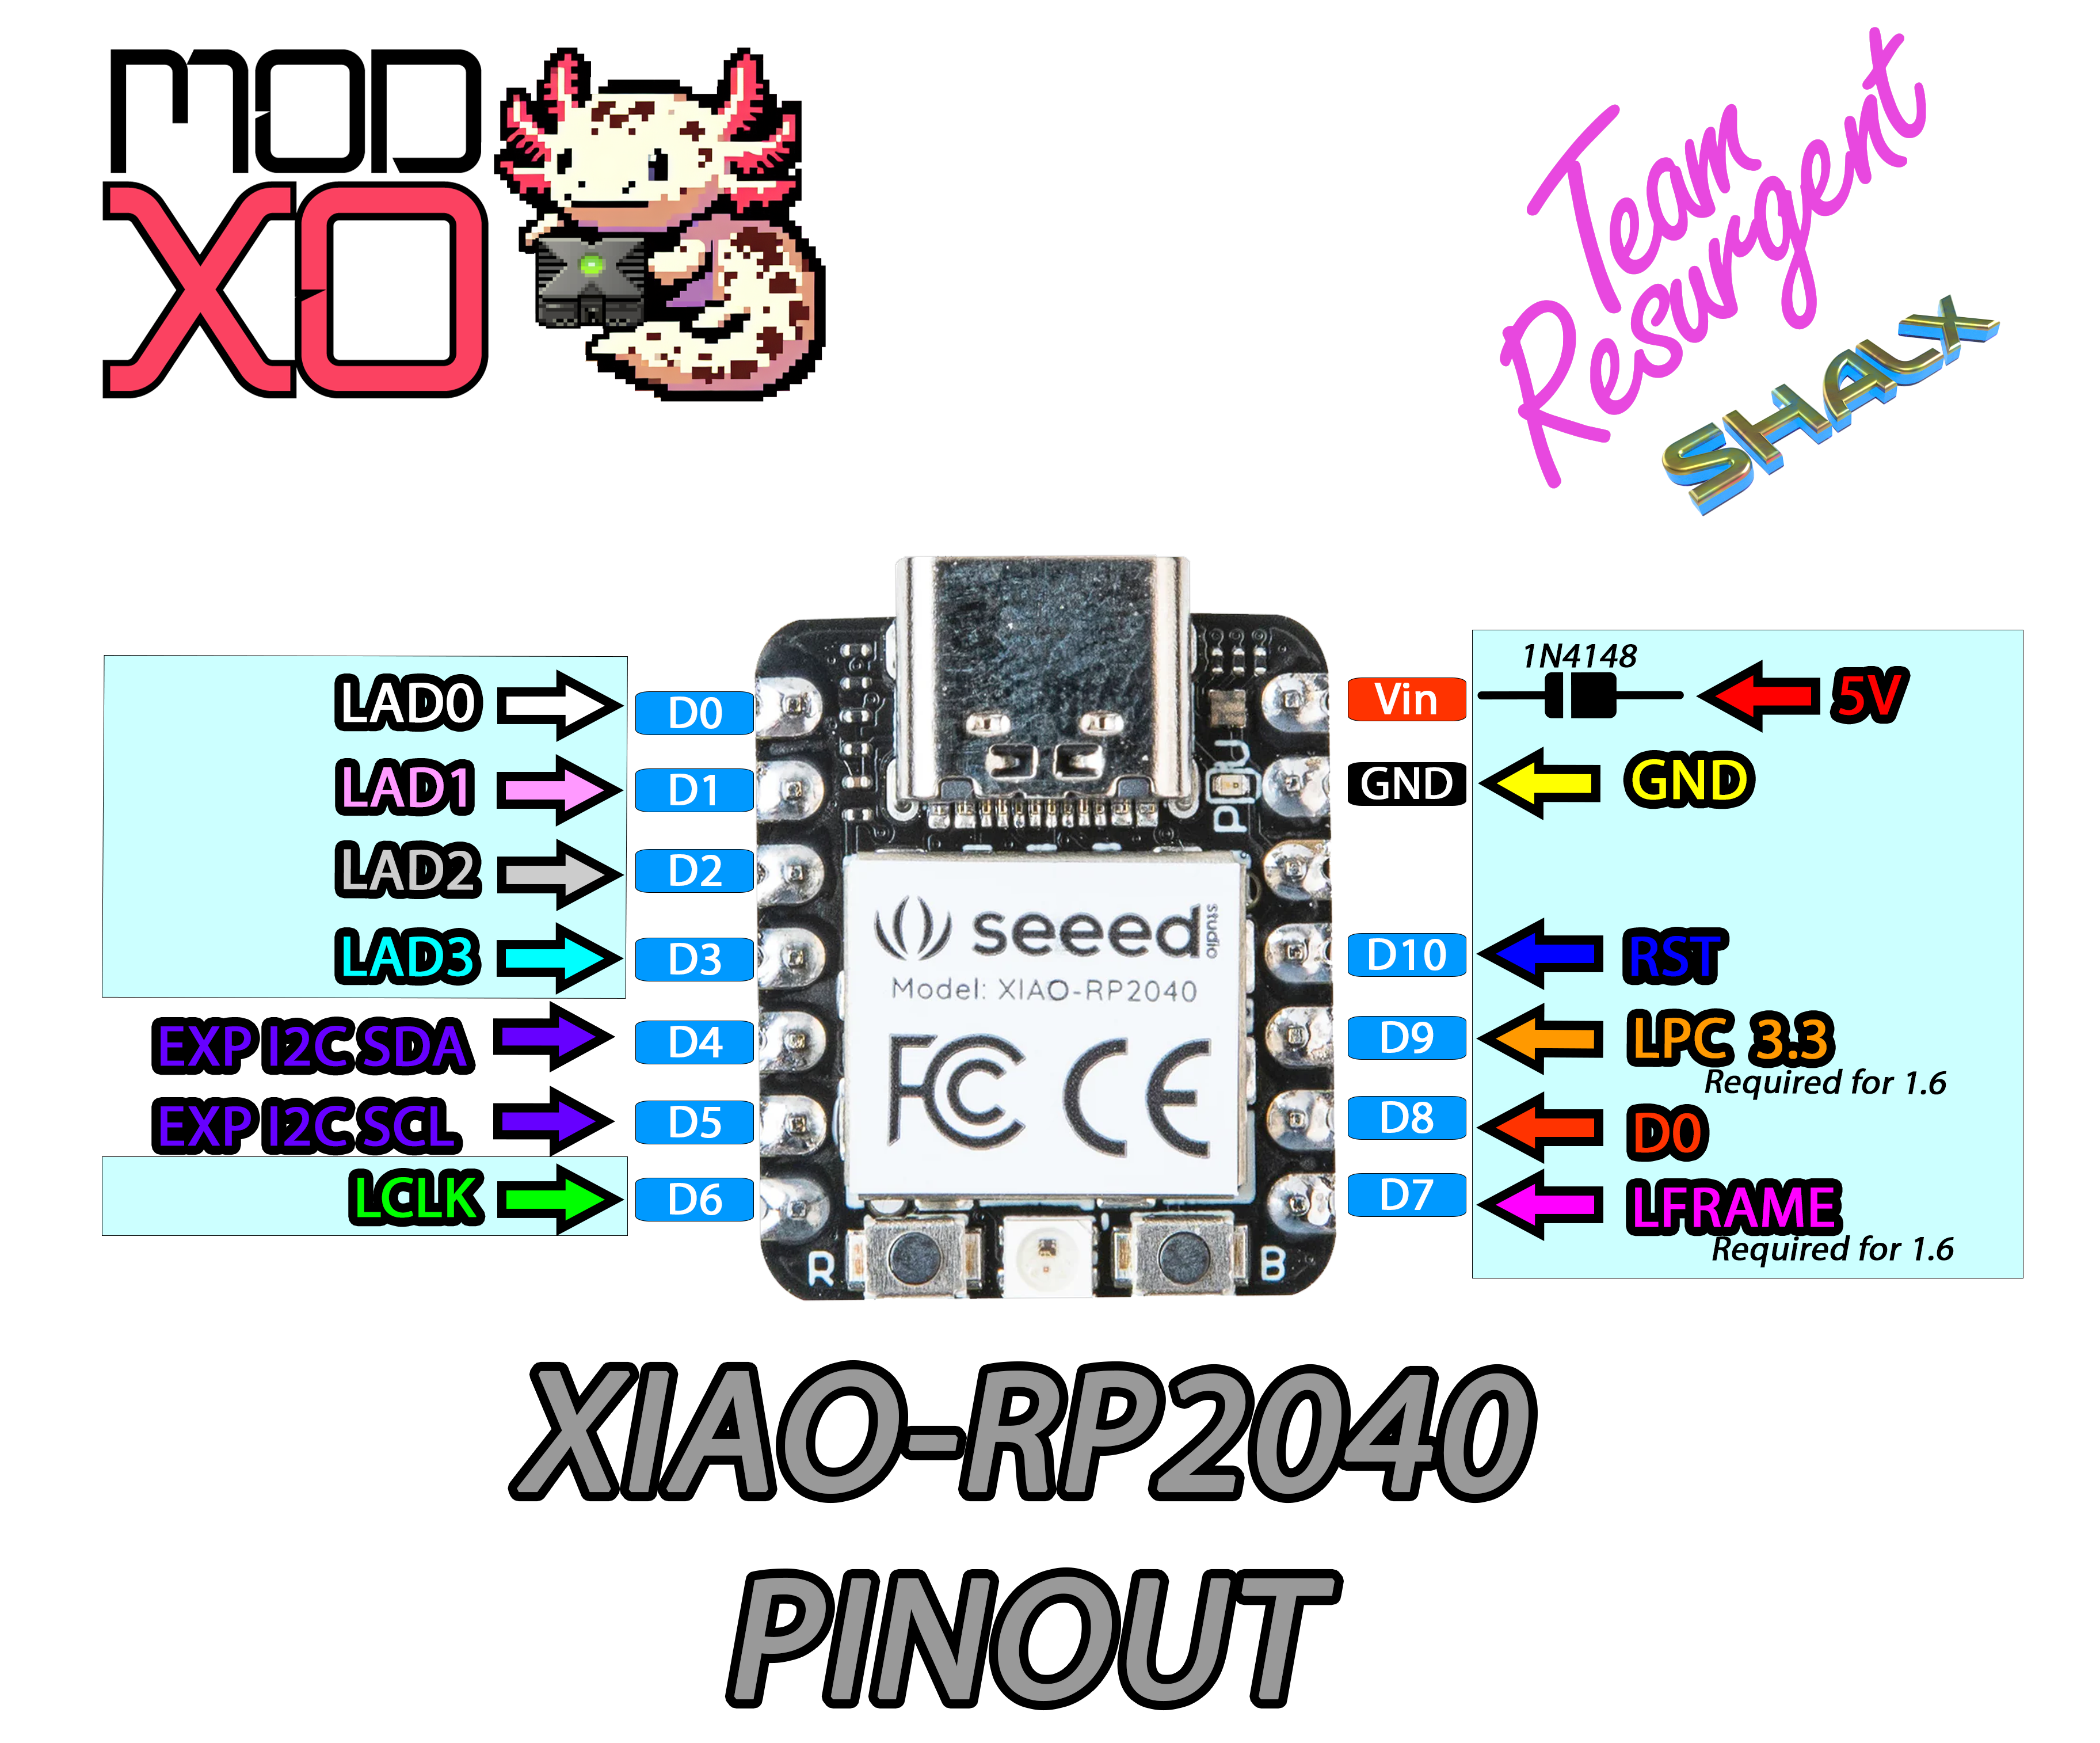 MOD
XO
Team
Resurgent
SHALX
1N4148
LAD0 D0 Vin 5V
LAD1 D1 GND GND
LAD2 D2
LAD3 D3 D10 RST
EXP I2C SDA D4 D9 LPC 3.3
Required for 1.6
EXP I2C SCL D5 D8 D0
LCLK D6 D7 LFRAME
Required for 1.6
seeed studio
Model: XIAO-RP2040
FC CE
R B
XIAO-RP2040
PINOUT